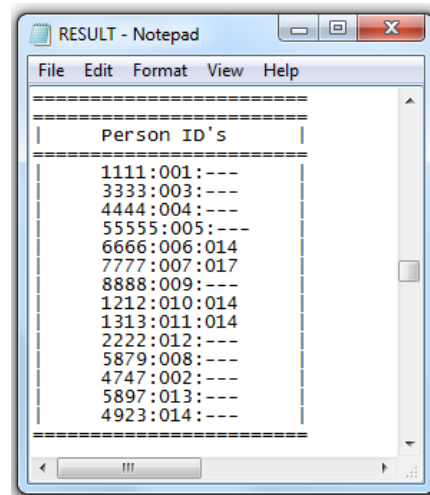 RESULT - Notepad
File Edit Format View Help
=========================
=========================
|     Person ID's      |
=========================
|     1111:001:---      |
|     3333:003:---      |
|     4444:004:---      |
|     55555:005:---
|     6666:006:014      |
|     7777:007:017      |
|     8888:009:---      |
|     1212:010:014      |
|     1313:011:014      |
|     2222:012:---      |
|     5879:008:---      |
|     4747:002:---      |
|     5897:013:---      |
|     4923:014:---      |
=========================